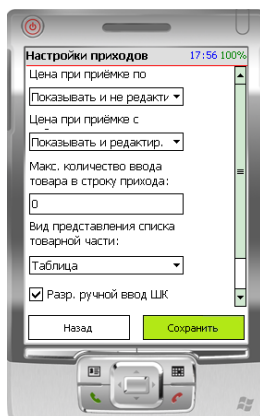 Настройки приходов 17:56 100%
Цена при приёмке по
Показывать и не редакти
Цена при приёмке с
Показывать и редактир.
Макс. количество ввода
товара в строку прихода:
0
Вид представления списка
товарной части:
Таблица
Разр. ручной ввод ШК
Назад Сохранить